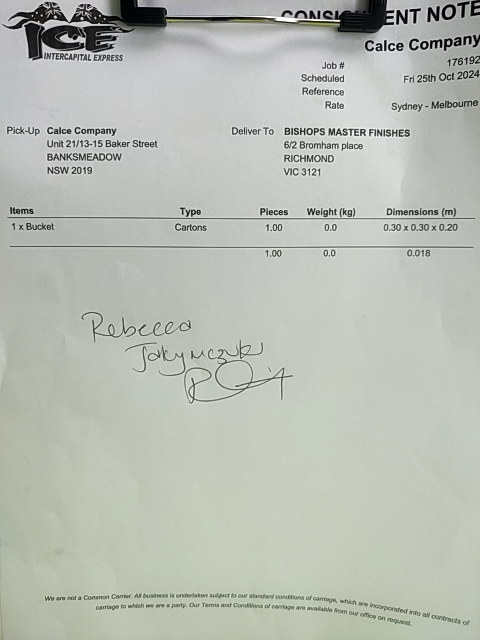 CONSIGNMENT NOTE
ICE
INTERCAPITAL EXPRESS
Calce Company
Job # 176192
Scheduled Fri 25th Oct 2024
Reference
Rate Sydney - Melbourne
Pick-Up Calce Company Deliver To BISHOPS MASTER FINISHES
Unit 21/13-15 Baker Street 6/2 Bromham place
BANKSMEADOW RICHMOND
NSW 2019 VIC 3121
Items Type Pieces Weight (kg) Dimensions (m)
1 x Bucket Cartons 1.00 0.0 0.30 x 0.30 x 0.20
1.00 0.0 0.018
Rebecca
We are not a Common Carrier. All business is undertaken subject to our standard conditions of carriage, which are incorporated into all contracts of
carriage to which we are a party. Our Terms and Conditions of carriage are available from our office on request.